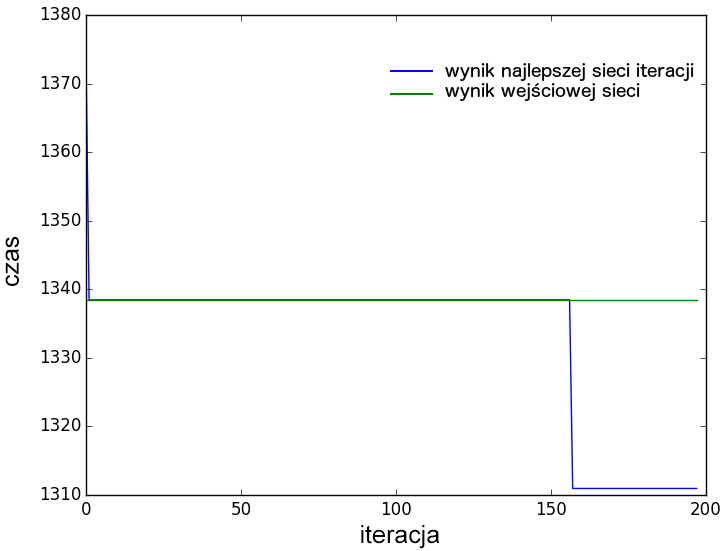 1380
1370
1360
1350
1340
1330
1320
1310
czas
wynik najlepszej sieci iteracji
wynik wejściowej sieci
0 50 100 150 200
iteracja